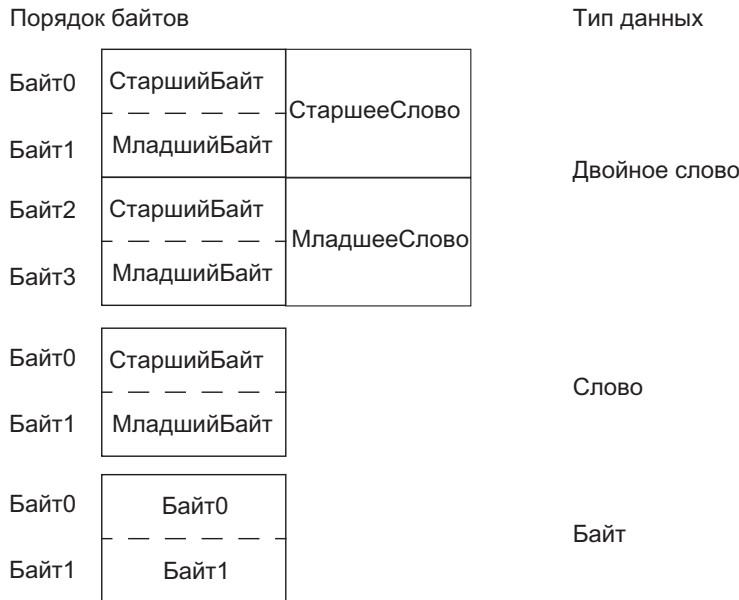 Порядок байтов Тип данных
Байт0 СтаршийБайт
СтаршееСлово
Байт1 МладшийБайт
Двойное слово
Байт2 СтаршийБайт
МладшееСлово
Байт3 МладшийБайт
Байт0 СтаршийБайт
Слово
Байт1 МладшийБайт
Байт0 Байт0
Байт
Байт1 Байт1